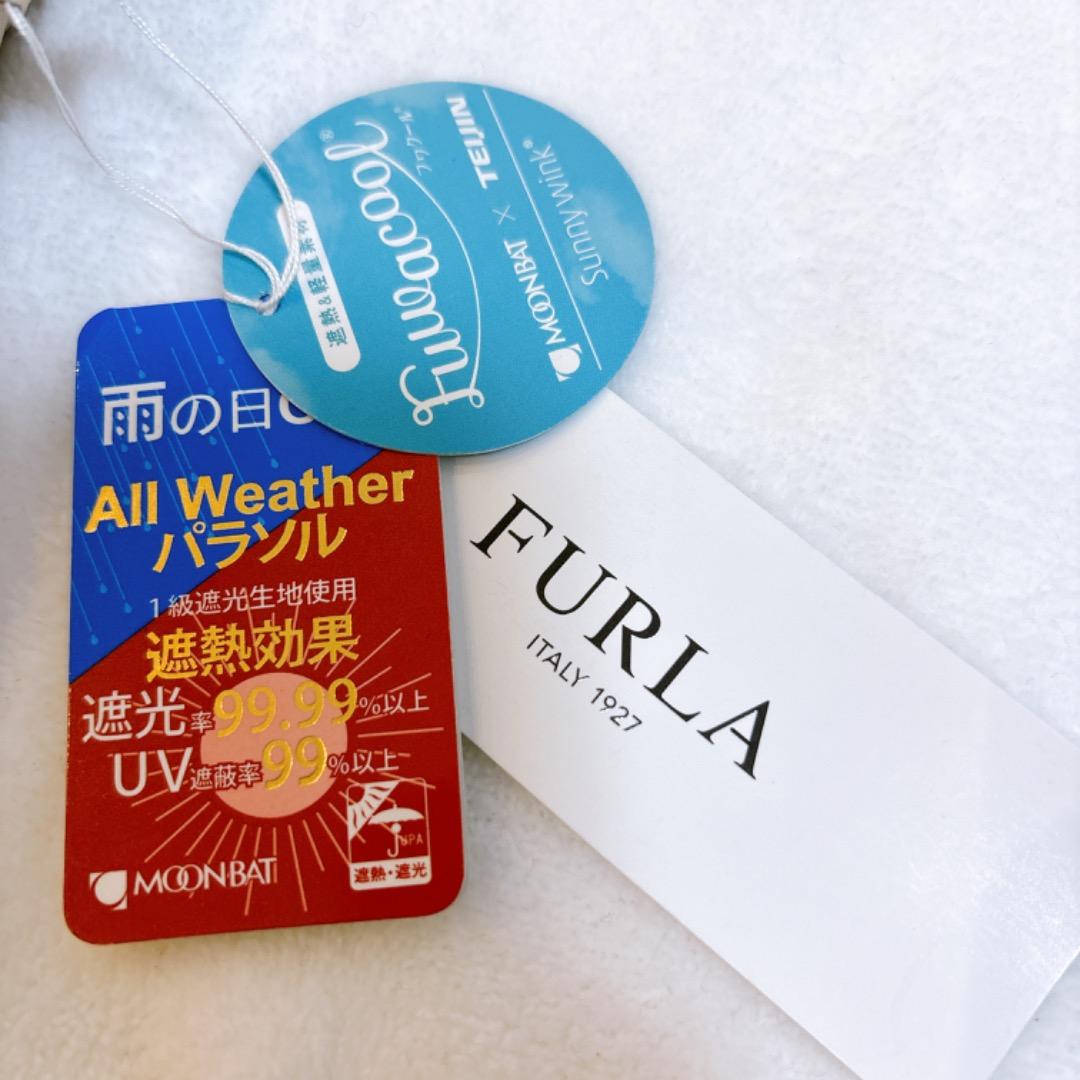 遮熱&軽量素材
Fuwacool®
フワクール®
MOONBAT × TEIJIN
Sunny Wink®
雨の日
All Weather
パラソル
1級遮光生地使用
遮熱効果
遮光率99.99%以上
UV遮蔽率99%以上
JUPA
遮熱・遮光
MOONBAT
FURLA
ITALY 1927